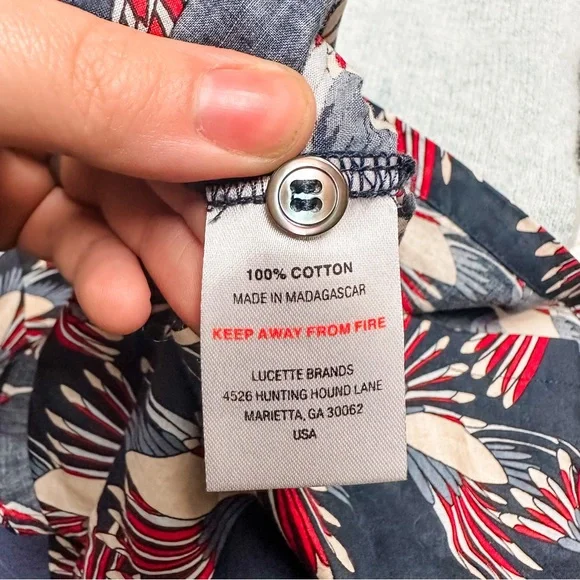 100% COTTON
MADE IN MADAGASCAR
KEEP AWAY FROM FIRE
LUCETTE BRANDS
4526 HUNTING HOUND LANE
MARIETTA, GA 30062
USA